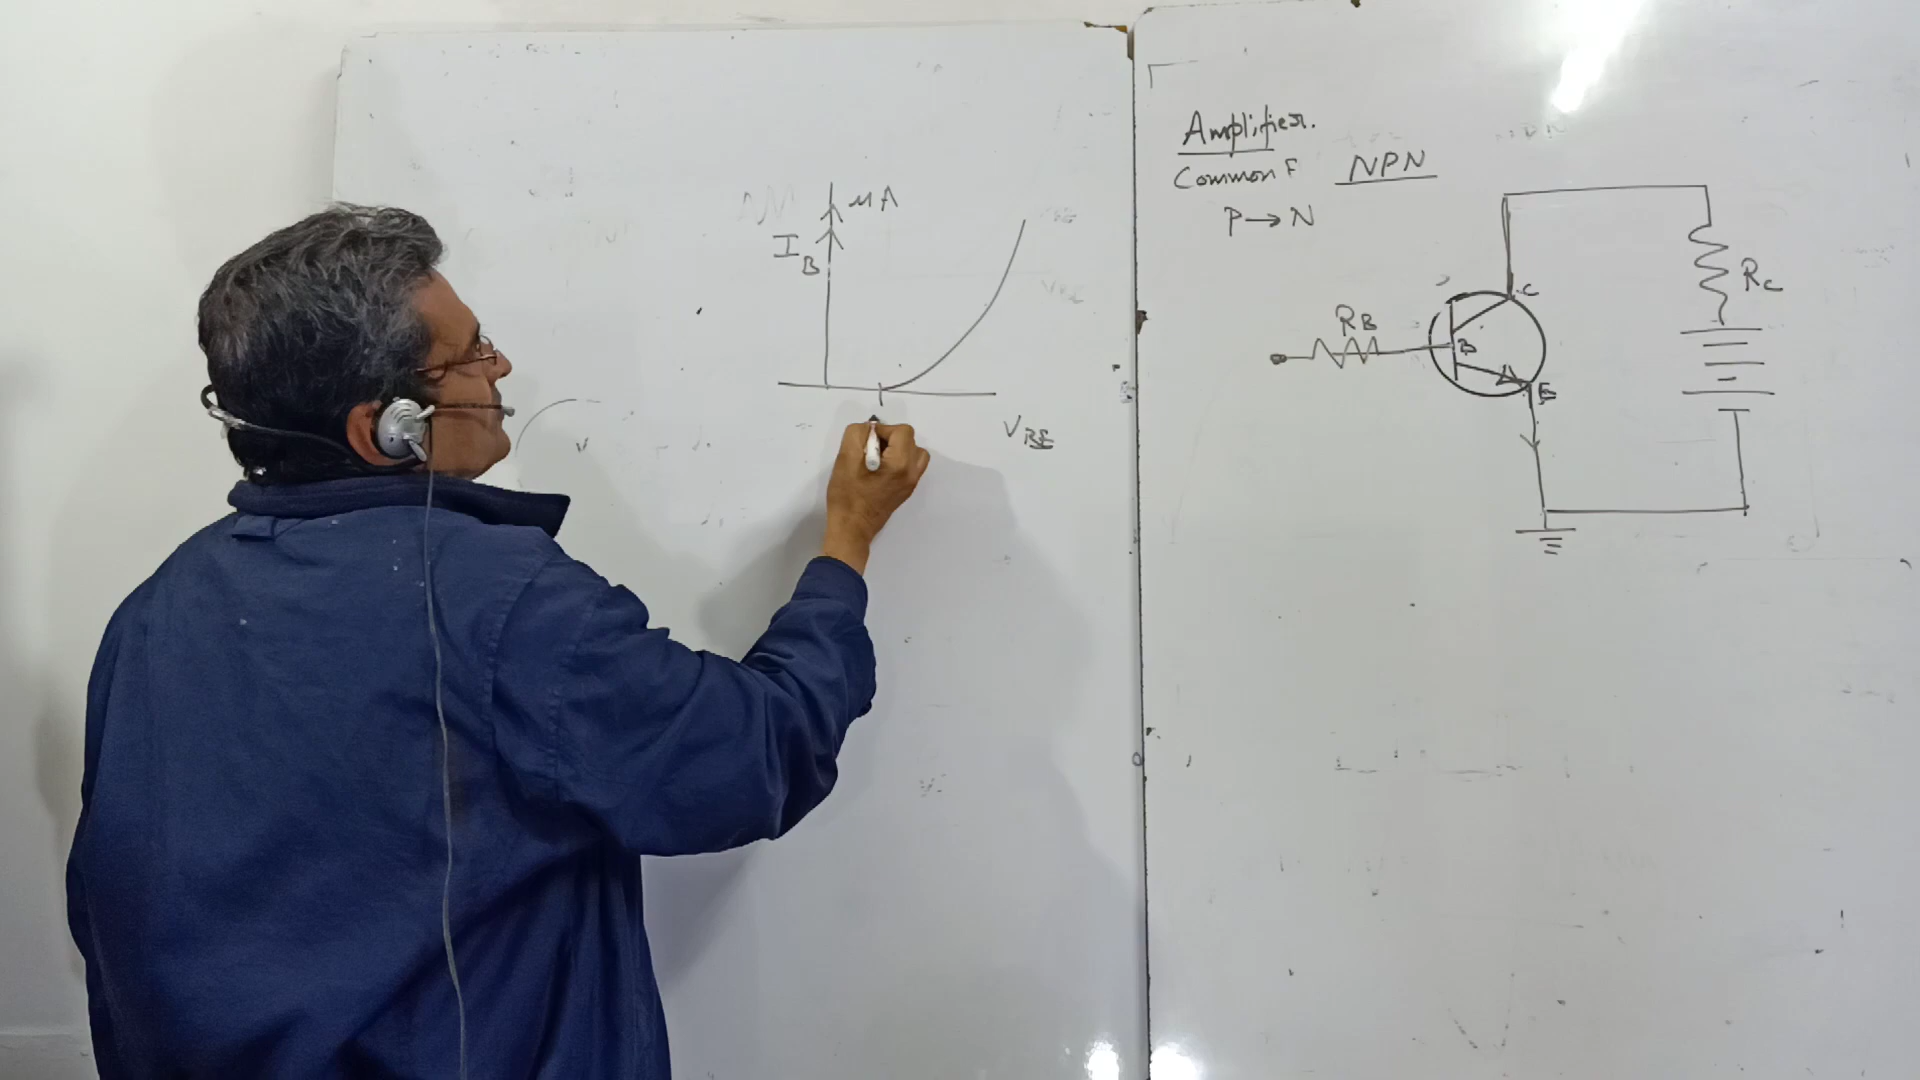 μA
I_B
V_BE
Amplifier.
Common E NPN
P→N
C
R_C
R_B
B
E